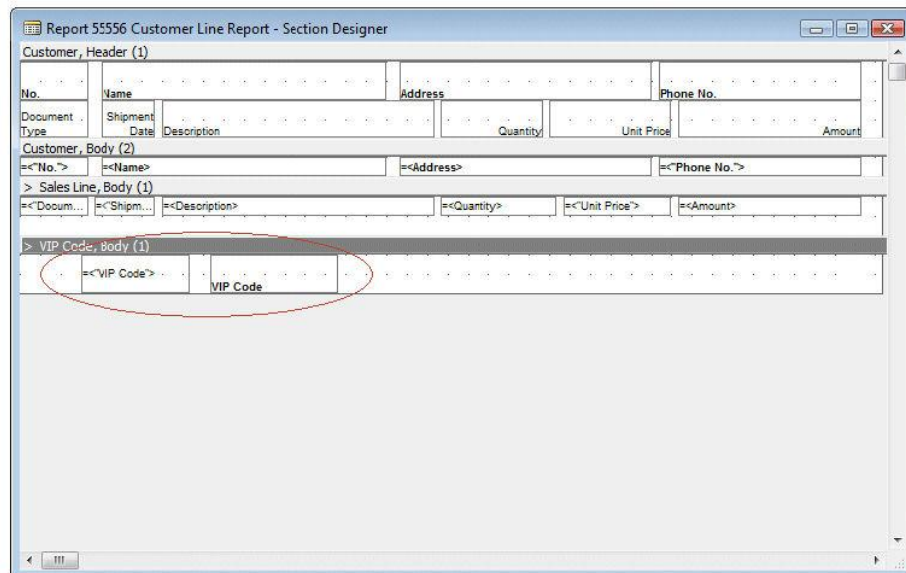 Report 55556 Customer Line Report - Section Designer
Customer, Header (1)
No. Name Address Phone No.
Document Type Shipment Date Description Quantity Unit Price Amount
Customer, Body (2)
=<"No."> =<Name> =<Address> =<"Phone No.">
> Sales Line, Body (1)
=<"Docum... =<"Shipm... =<Description> =<Quantity> =<"Unit Price"> =<Amount>
> VIP Code, Body (1)
=<"VIP Code"> VIP Code